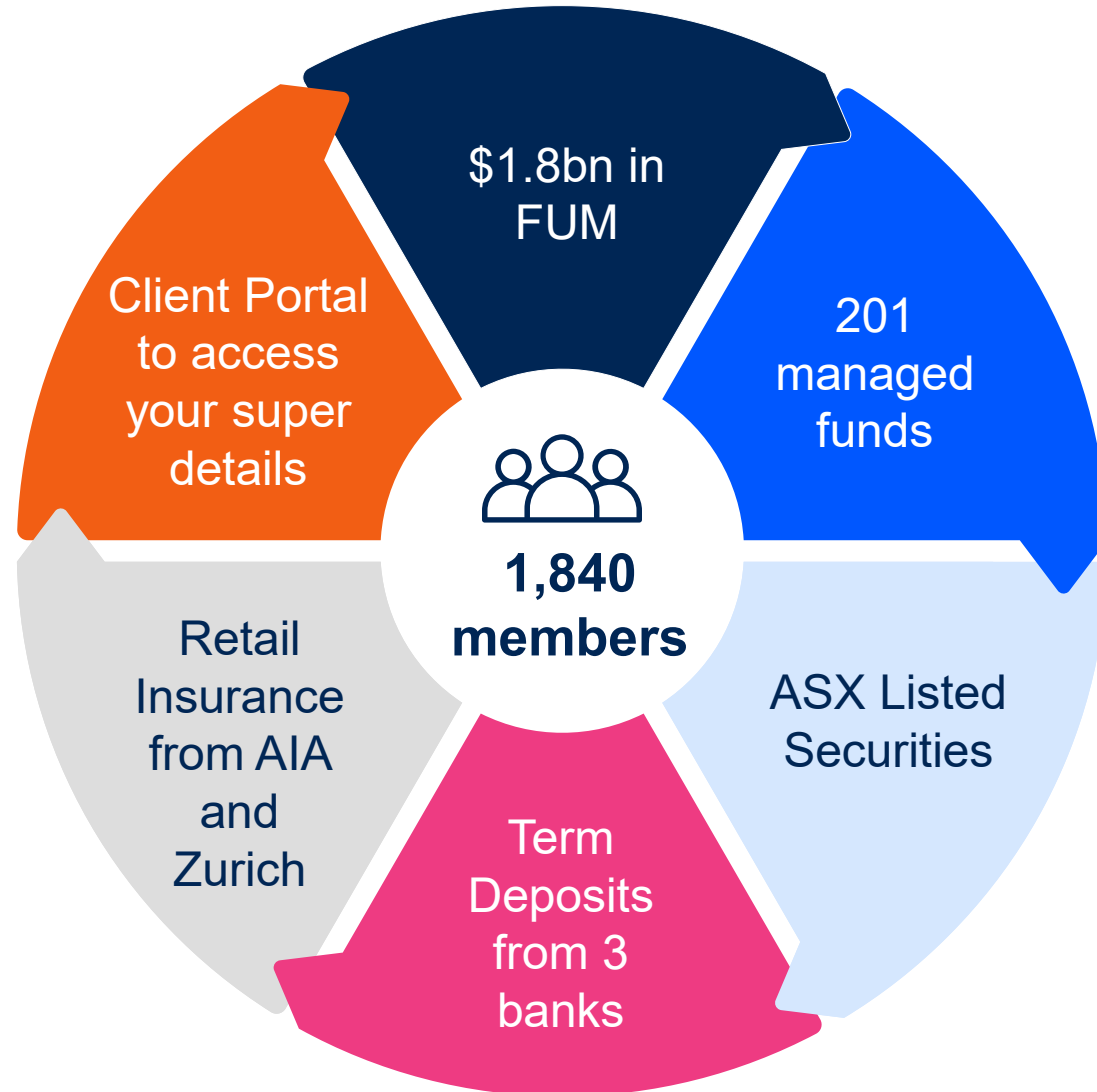 $1.8bn in
FUM
201
managed
funds
ASX Listed
Securities
Term
Deposits
from 3
banks
Retail
Insurance
from AIA
and
Zurich
Client Portal
to access
your super
details
1,840
members